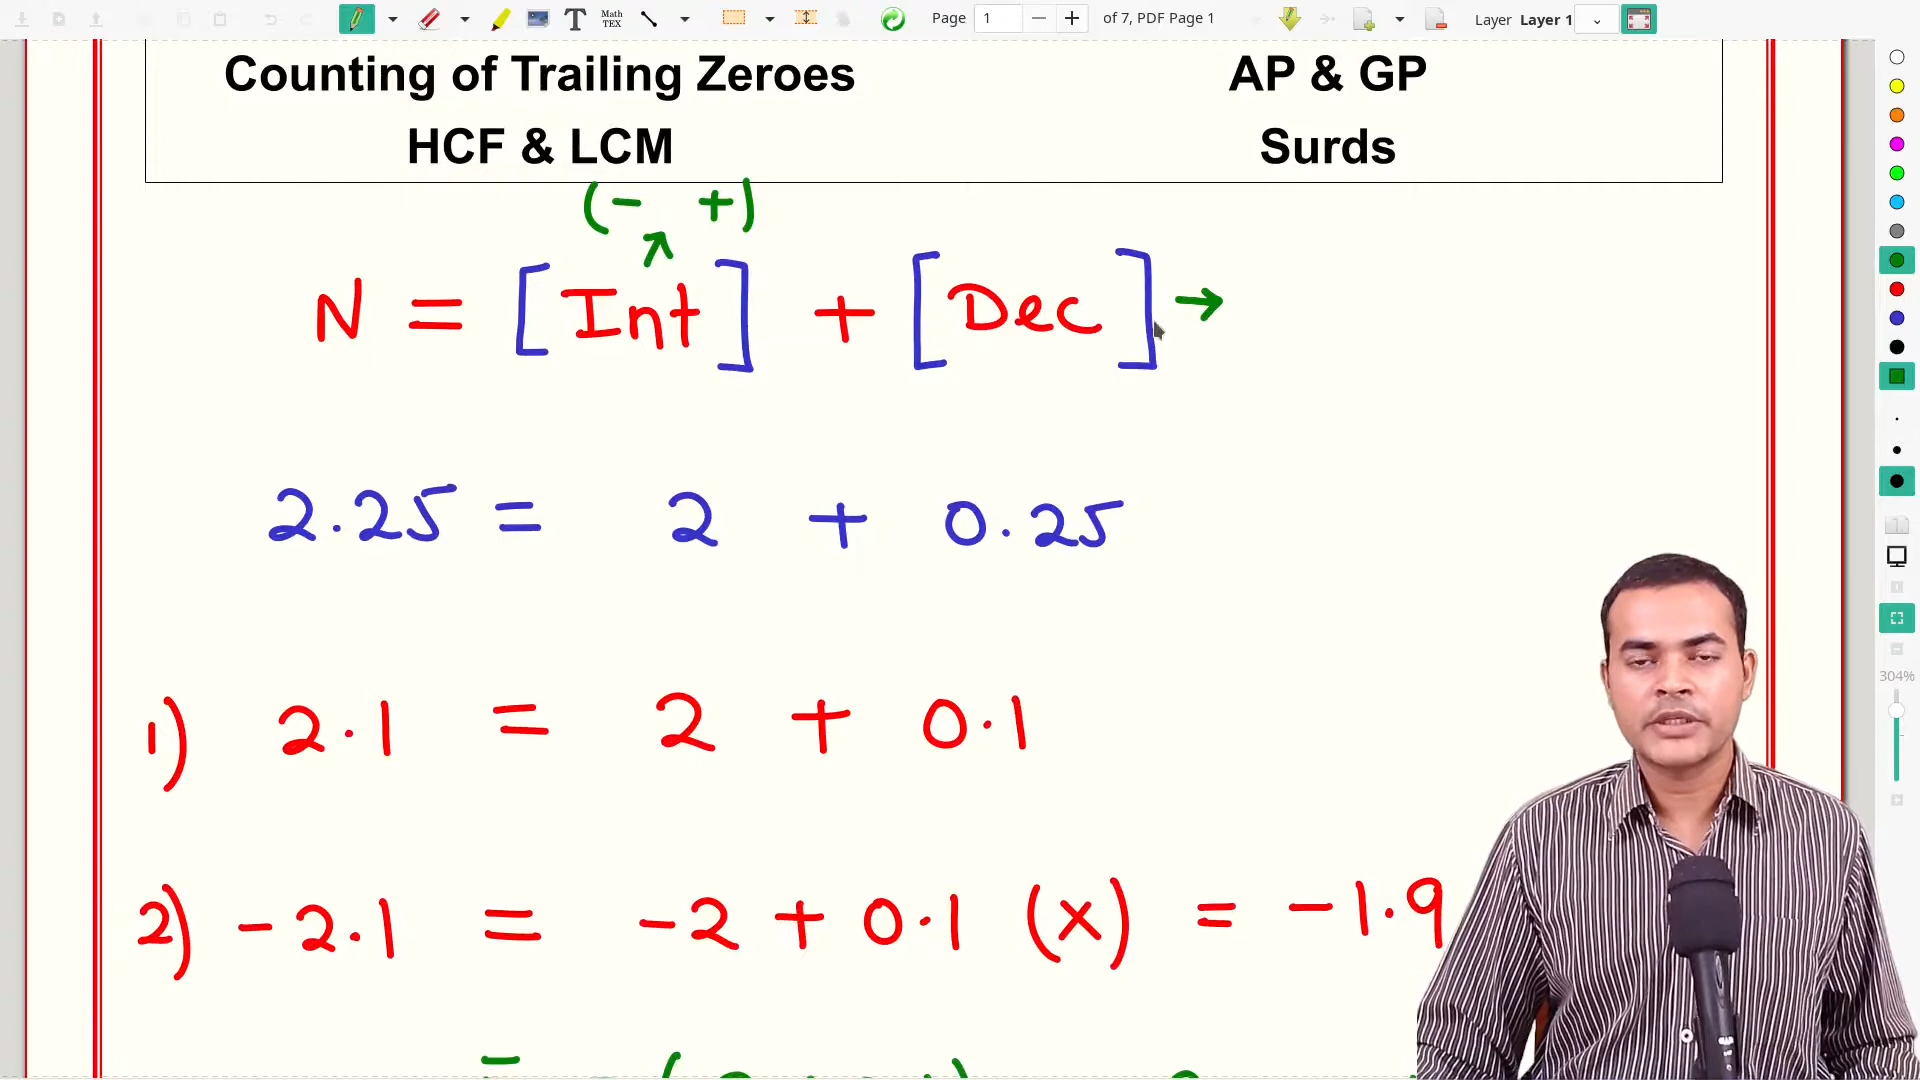 Page 1 of 7, PDF Page 1 Layer Layer 1
Math
TEX
Counting of Trailing Zeroes AP & GP
HCF & LCM Surds
(- +)
N = [Int] + [Dec] →
2.25 = 2 + 0.25
1) 2.1 = 2 + 0.1
2) -2.1 = -2 + 0.1 (x) = -1.9
304%